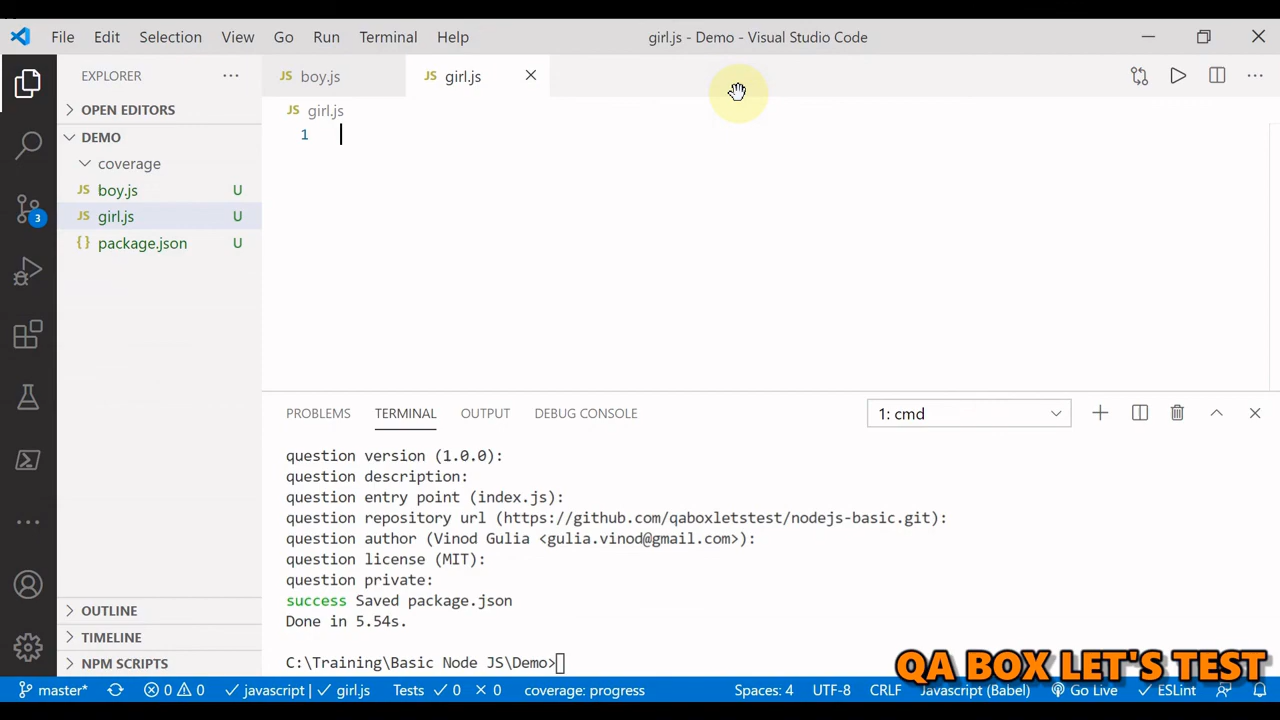 File Edit Selection View Go Run Terminal Help girl.js - Demo - Visual Studio Code
EXPLORER
JS boy.js JS girl.js
OPEN EDITORS
JS girl.js
DEMO
1
coverage
JS boy.js U
JS girl.js U
{} package.json U
3
PROBLEMS TERMINAL OUTPUT DEBUG CONSOLE 1: cmd
question version (1.0.0):
question description:
question entry point (index.js):
question repository url (https://github.com/qaboxletstest/nodejs-basic.git):
question author (Vinod Gulia <gulia.vinod@gmail.com>):
question license (MIT):
question private:
success Saved package.json
Done in 5.54s.
C:\Training\Basic Node JS\Demo>
OUTLINE
TIMELINE
NPM SCRIPTS
QA BOX LET'S TEST
master* 0 0 javascript | girl.js Tests 0 0 coverage: progress Spaces: 4 UTF-8 CRLF Javascript (Babel) Go Live ESLint